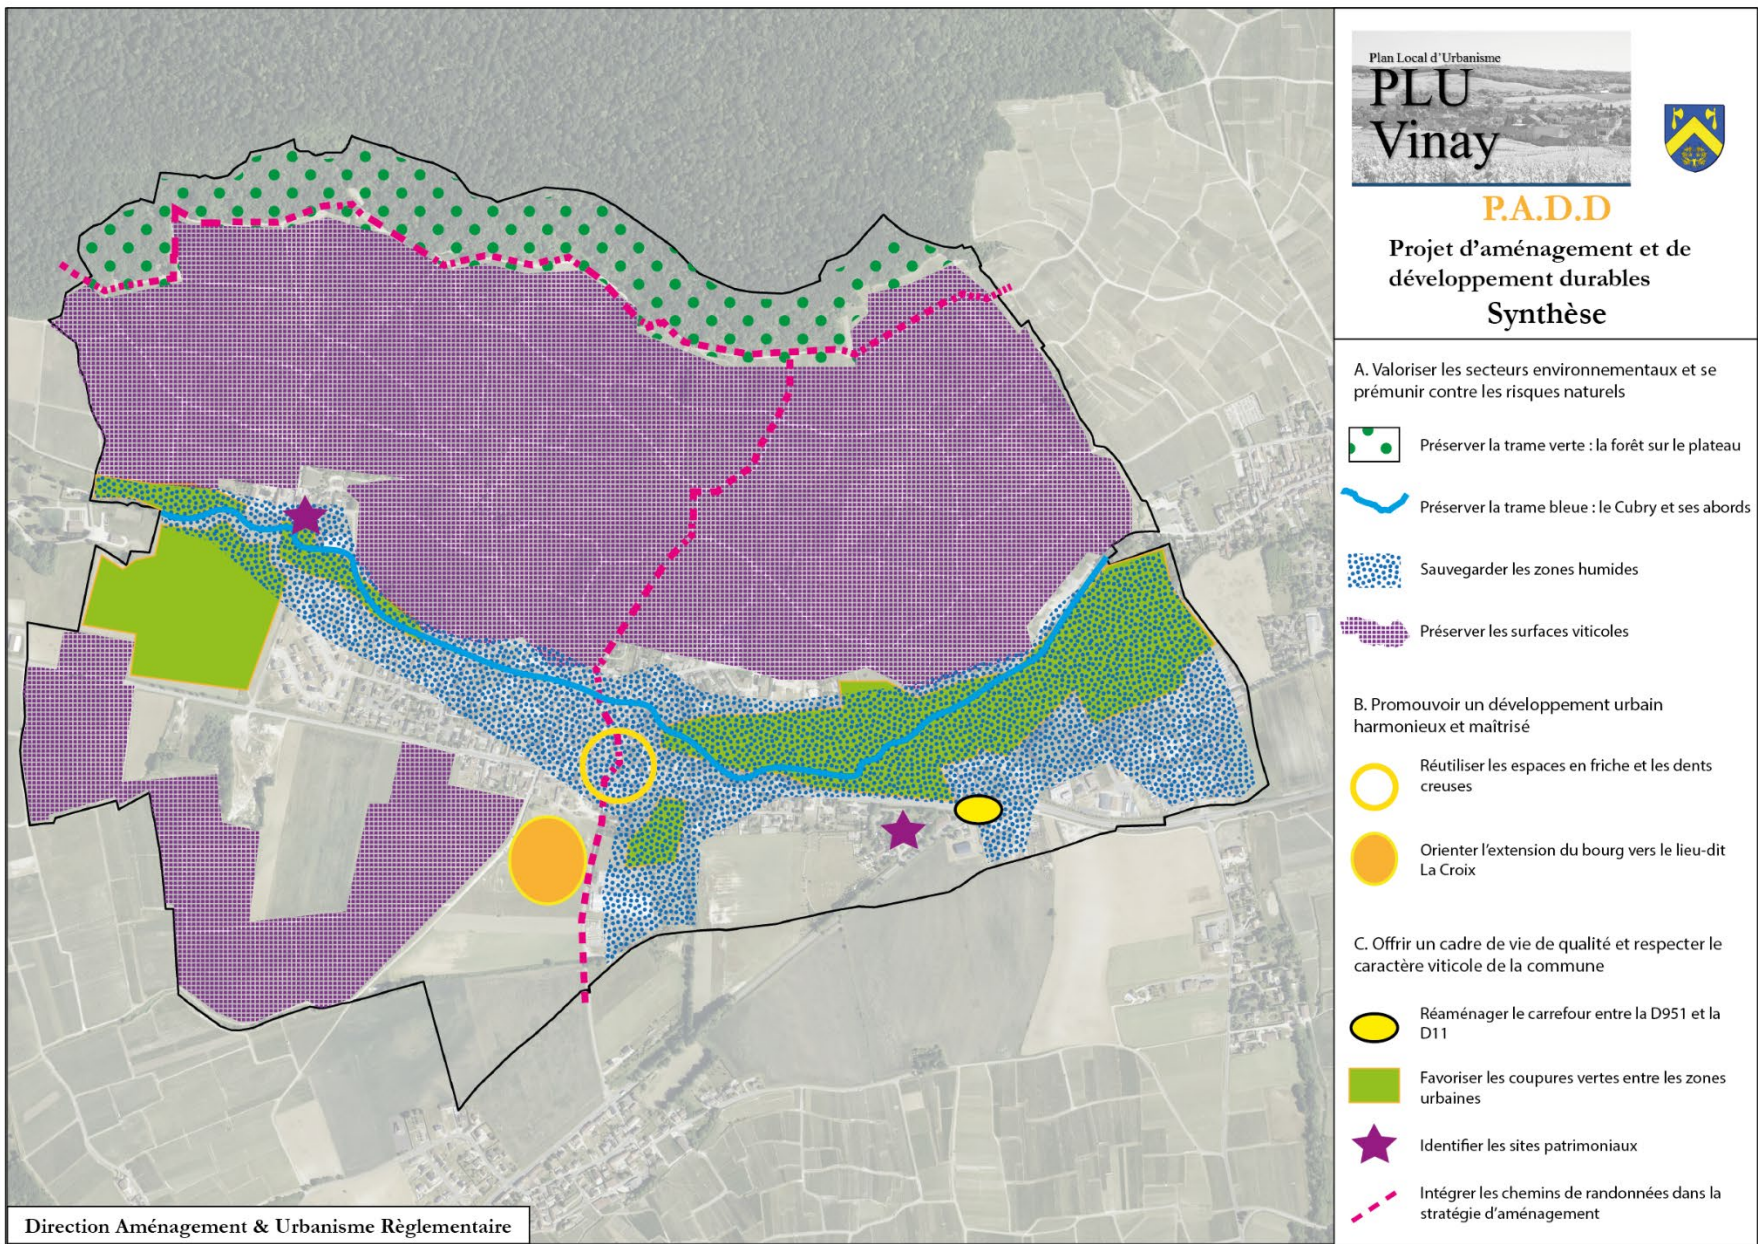 Plan Local d'Urbanisme
PLU
Vinay
P.A.D.D
Projet d'aménagement et de
développement durables
Synthèse
A. Valoriser les secteurs environnementaux et se
prémunir contre les risques naturels
Préserver la trame verte : la forêt sur le plateau
Préserver la trame bleue : le Cubry et ses abords
Sauvegarder les zones humides
Préserver les surfaces viticoles
B. Promouvoir un développement urbain
harmonieux et maîtrisé
Réutiliser les espaces en friche et les dents
creuses
Orienter l'extension du bourg vers le lieu-dit
La Croix
C. Offrir un cadre de vie de qualité et respecter le
caractère viticole de la commune
Réaménager le carrefour entre la D951 et la
D11
Favoriser les coupures vertes entre les zones
urbaines
Identifier les sites patrimoniaux
Intégrer les chemins de randonnées dans la
stratégie d'aménagement
Direction Aménagement & Urbanisme Règlementaire